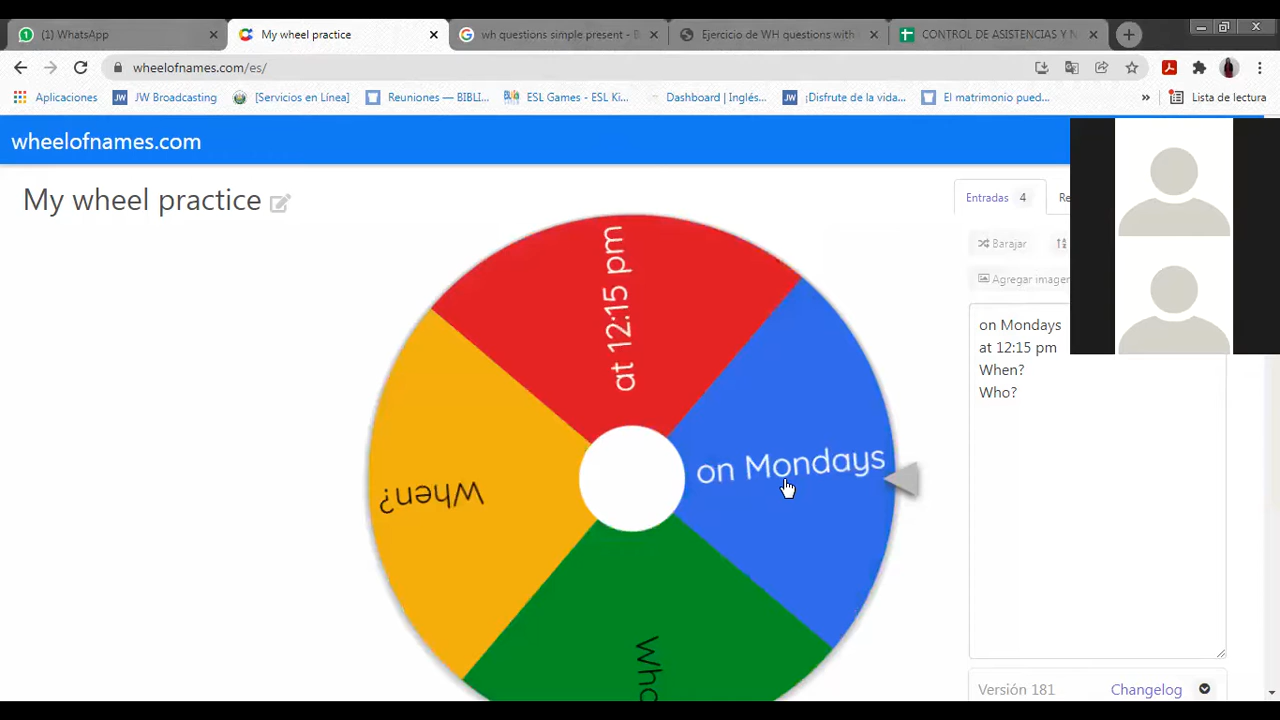 (1) WhatsApp
My wheel practice
wh questions simple present - B
Ejercicio de WH questions with
CONTROL DE ASISTENCIAS Y N
wheelofnames.com/es/
Aplicaciones
JW Broadcasting
[Servicios en Línea]
Reuniones — BIBLI...
ESL Games - ESL Ki...
Dashboard | Inglés,...
¡Disfrute de la vida...
El matrimonio pued...
»
Lista de lectura
wheelofnames.com
My wheel practice
Entradas 4
Re
Barajar
Agregar imagen
on Mondays
at 12:15 pm
When?
Who?
at 12:15 pm
on Mondays
When?
Who
Versión 181
Changelog